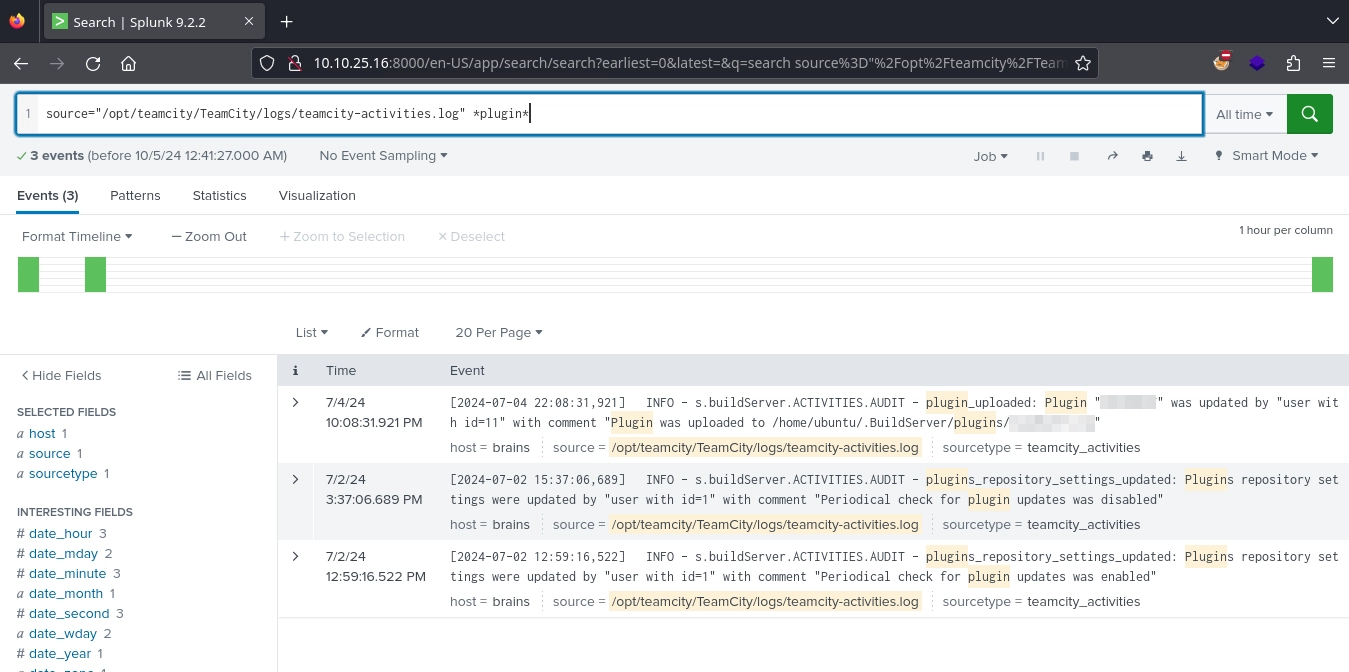 Search | Splunk 9.2.2
10.10.25.16:8000/en-US/app/search/search?earliest=0&latest=&q=search source%3D"%2Fopt%2Fteamcity%2FTeam
1 source="/opt/teamcity/TeamCity/logs/teamcity-activities.log" *plugin*
All time
3 events (before 10/5/24 12:41:27.000 AM)
No Event Sampling
Job
Smart Mode
Events (3)
Patterns
Statistics
Visualization
Format Timeline
— Zoom Out
+ Zoom to Selection
× Deselect
1 hour per column
List
Format
20 Per Page
Hide Fields
All Fields
i
Time
Event
SELECTED FIELDS
a host 1
a source 1
a sourcetype 1
INTERESTING FIELDS
# date_hour 3
# date_mday 2
# date_minute 3
a date_month 1
# date_second 3
a date_wday 2
# date_year 1
7/4/24
10:08:31.921 PM
[2024-07-04 22:08:31,921]   INFO - s.buildServer.ACTIVITIES.AUDIT - plugin_uploaded: Plugin "" was updated by "user wit
h id=11" with comment "Plugin was uploaded to /home/ubuntu/.BuildServer/plugins/"
host = brains
source = /opt/teamcity/TeamCity/logs/teamcity-activities.log
sourcetype = teamcity_activities
7/2/24
3:37:06.689 PM
[2024-07-02 15:37:06,689]   INFO - s.buildServer.ACTIVITIES.AUDIT - plugins_repository_settings_updated: Plugins repository set
tings were updated by "user with id=1" with comment "Periodical check for plugin updates was disabled"
host = brains
source = /opt/teamcity/TeamCity/logs/teamcity-activities.log
sourcetype = teamcity_activities
7/2/24
12:59:16.522 PM
[2024-07-02 12:59:16,522]   INFO - s.buildServer.ACTIVITIES.AUDIT - plugins_repository_settings_updated: Plugins repository set
tings were updated by "user with id=1" with comment "Periodical check for plugin updates was enabled"
host = brains
source = /opt/teamcity/TeamCity/logs/teamcity-activities.log
sourcetype = teamcity_activities